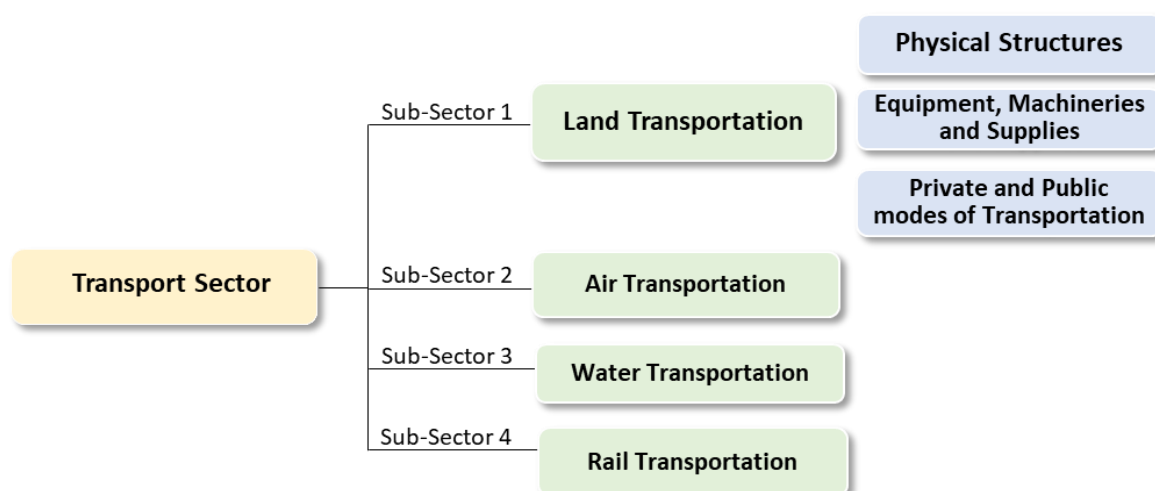 Physical Structures
Sub-Sector 1
Land Transportation
Equipment, Machineries
and Supplies
Private and Public
modes of Transportation
Transport Sector
Sub-Sector 2
Air Transportation
Sub-Sector 3
Water Transportation
Sub-Sector 4
Rail Transportation